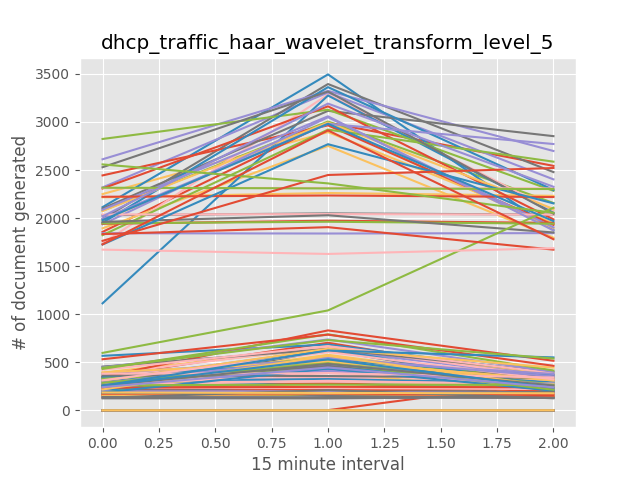 dhcp_traffic_haar_wavelet_transform_level_5
# of document generated
3500
3000
2500
2000
1500
1000
500
0
0.00 0.25 0.50 0.75 1.00 1.25 1.50 1.75 2.00
15 minute interval